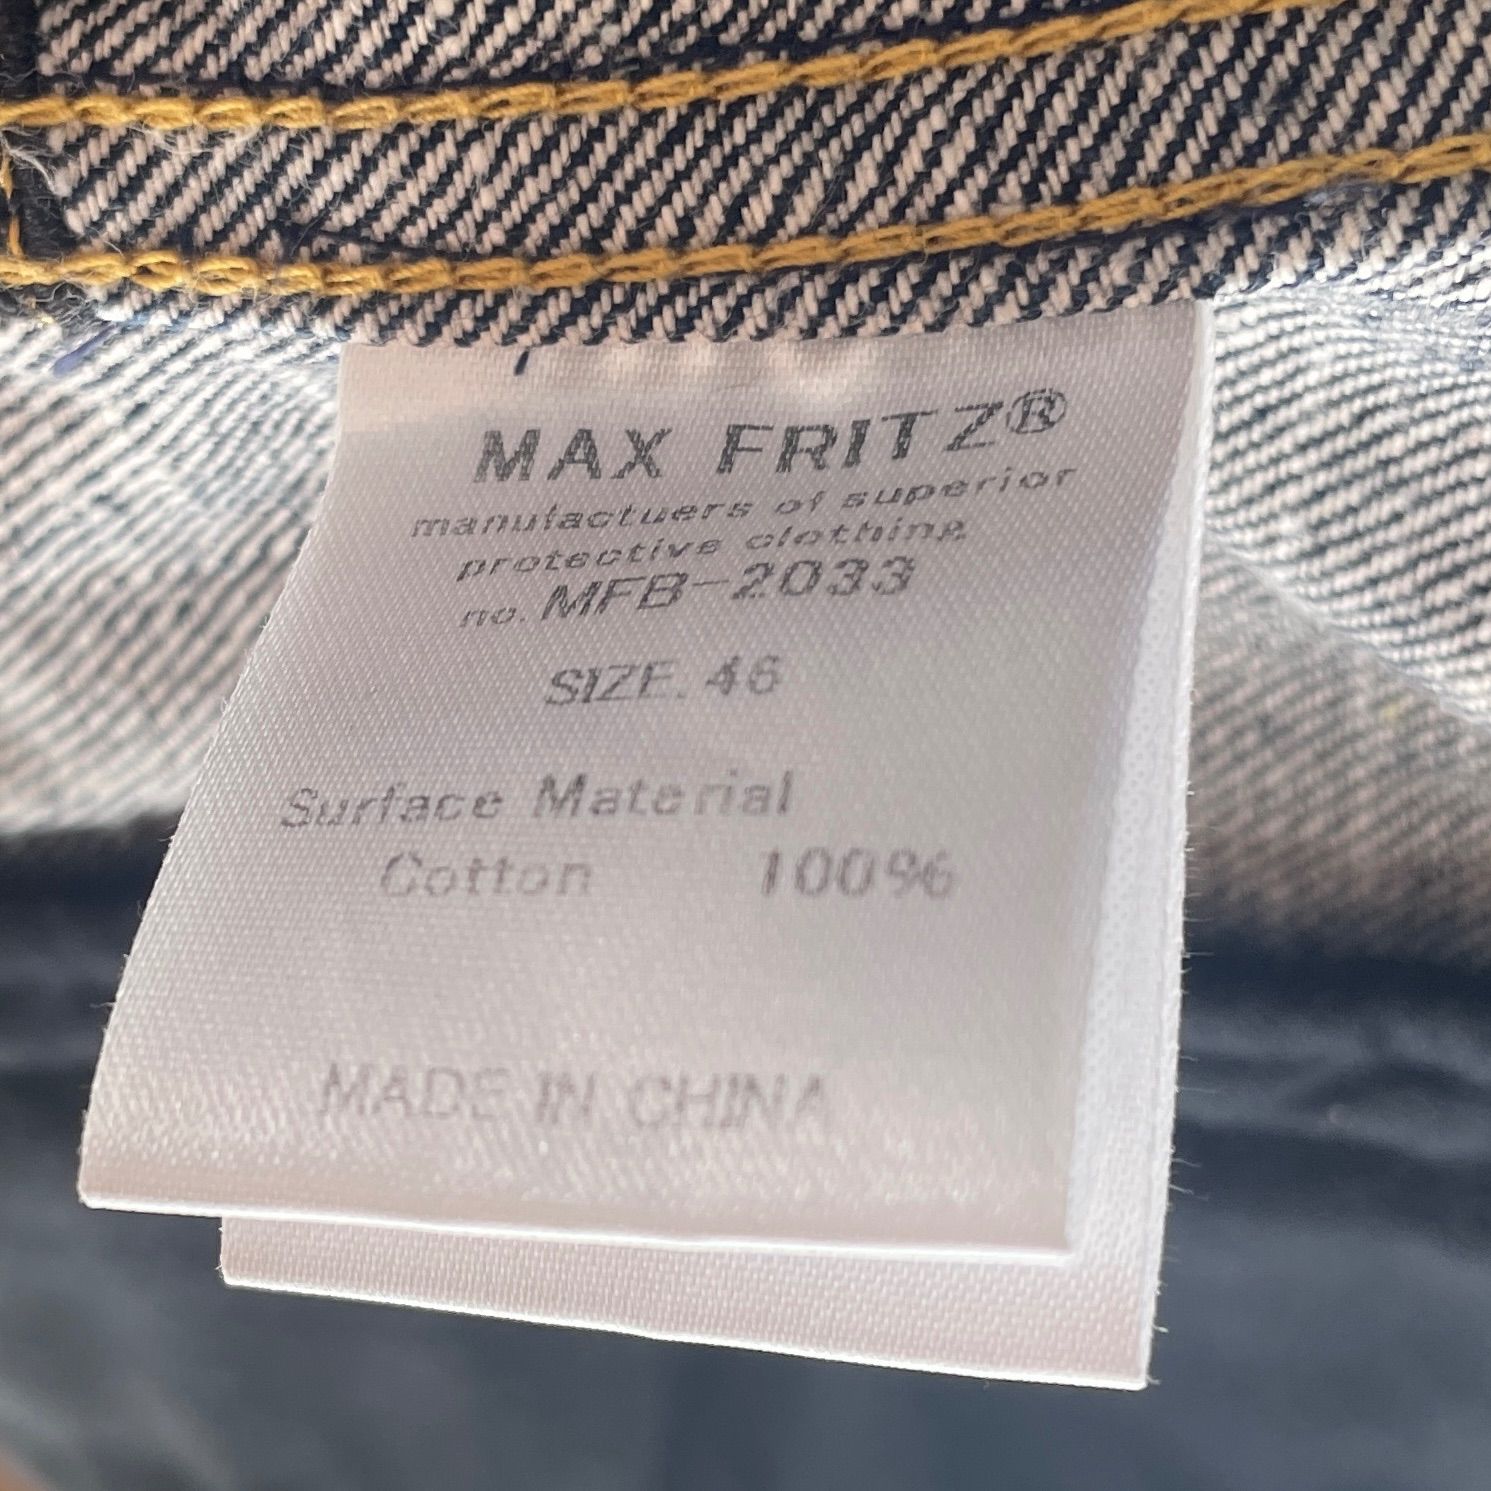 MAX FRITZ®
manufactuers of superior
protective clothing
no. MFB-2033
SIZE. 46
Surface Material
Cotton 100%
MADE IN CHINA